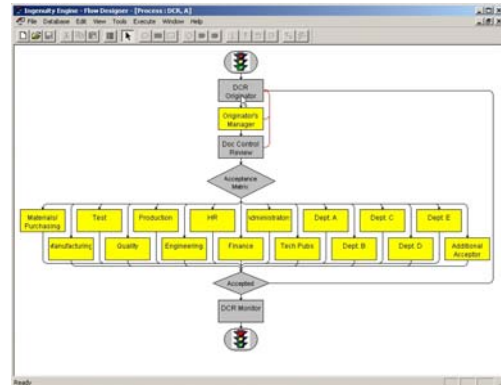 Ingenuity Engine - Flow Designer - [Process : DCR, A]
File Database Edit View Tools Execute Window Help
DCR
Originator
Originator's
Manager
Doc Control
Review
Acceptance
Matrix
Materials/
Purchasing
Test
Production
HR
Administration
Dept. A
Dept. C
Dept. E
Manufacturing
Quality
Engineering
Finance
Tech Pubs
Dept. B
Dept. D
Additional
Acceptor
Accepted
DCR Monitor
Ready